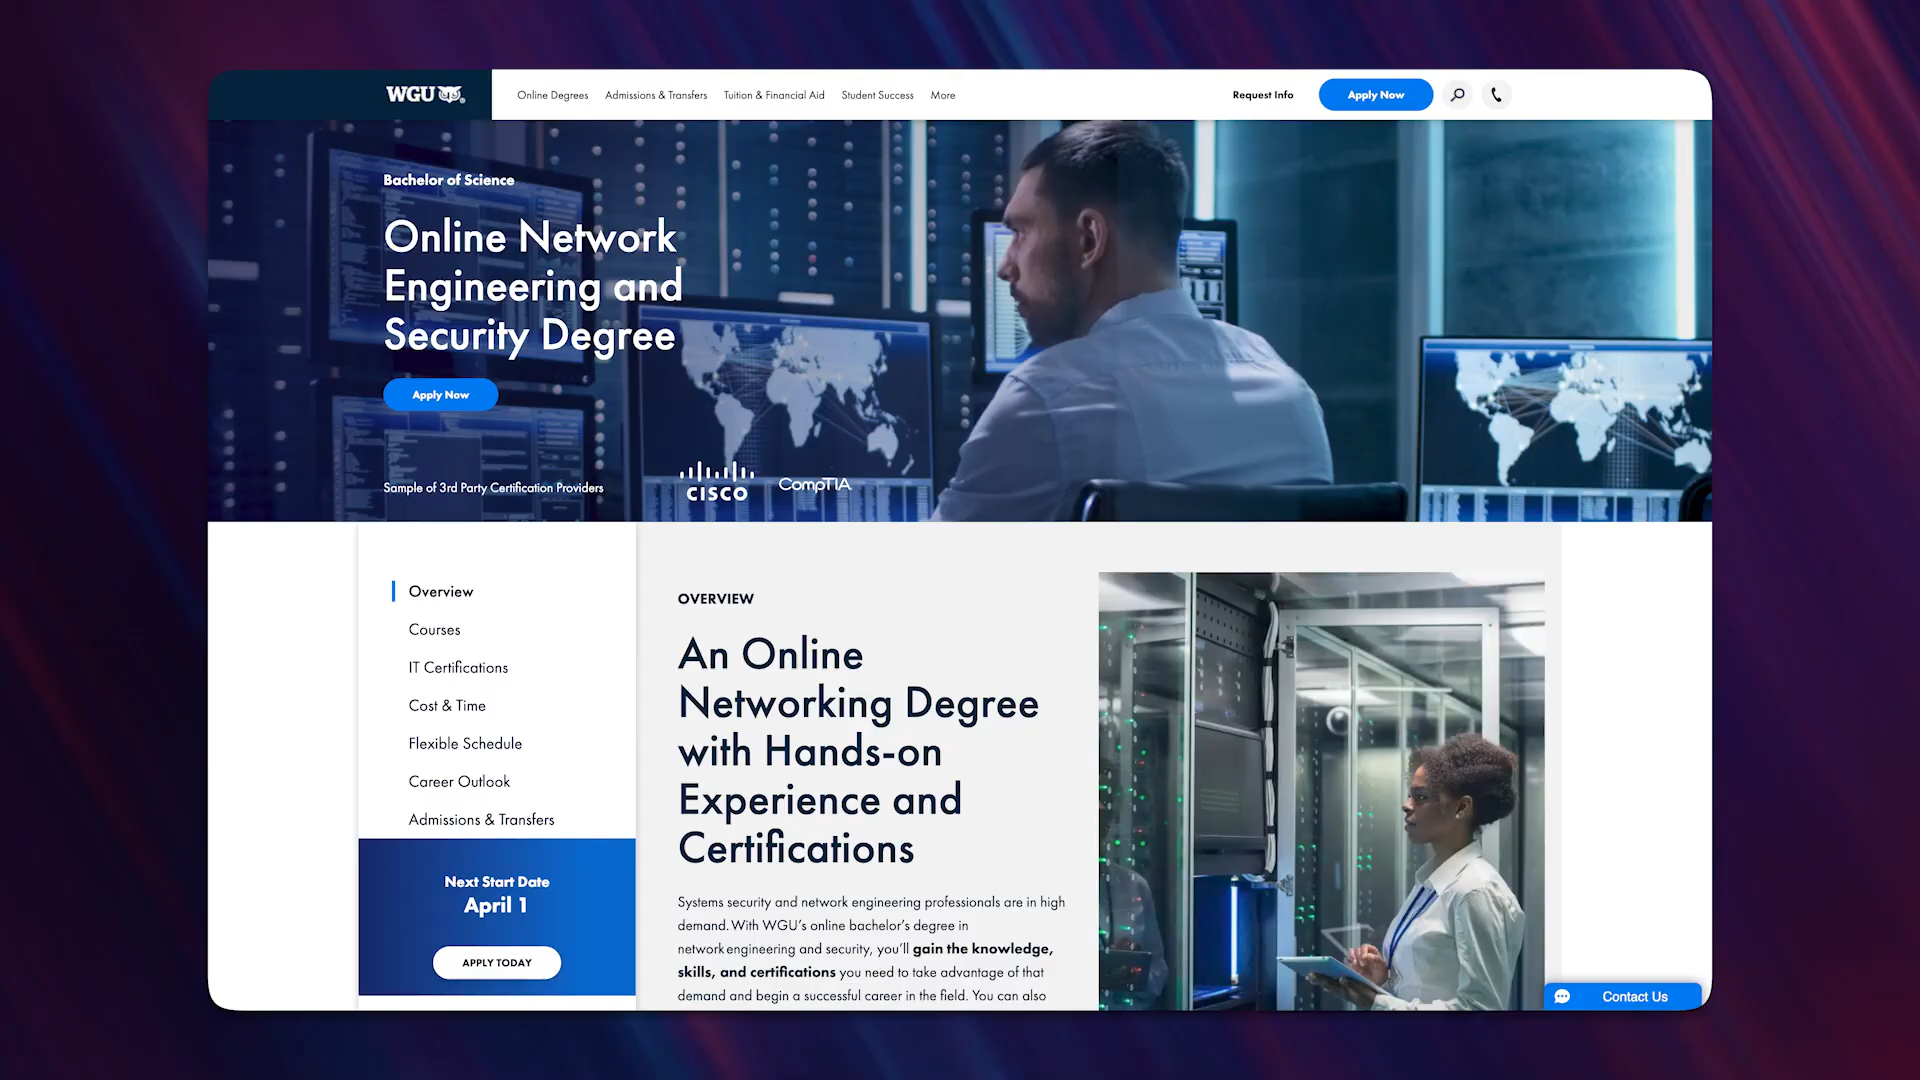 WGU
Online Degrees
Admissions & Transfers
Tuition & Financial Aid
Student Success
More
Request Info
Apply Now
Bachelor of Science
Online Network
Engineering and
Security Degree
Apply Now
Sample of 3rd Party Certification Providers
CISCO
CompTIA.
Overview
Courses
IT Certifications
Cost & Time
Flexible Schedule
Career Outlook
Admissions & Transfers
Next Start Date
April 1
APPLY TODAY
OVERVIEW
An Online
Networking Degree
with Hands-on
Experience and
Certifications
Systems security and network engineering professionals are in high
demand. With WGU's online bachelor's degree in
network engineering and security, you'll gain the knowledge,
skills, and certifications you need to take advantage of that
demand and begin a successful career in the field. You can also
Contact Us